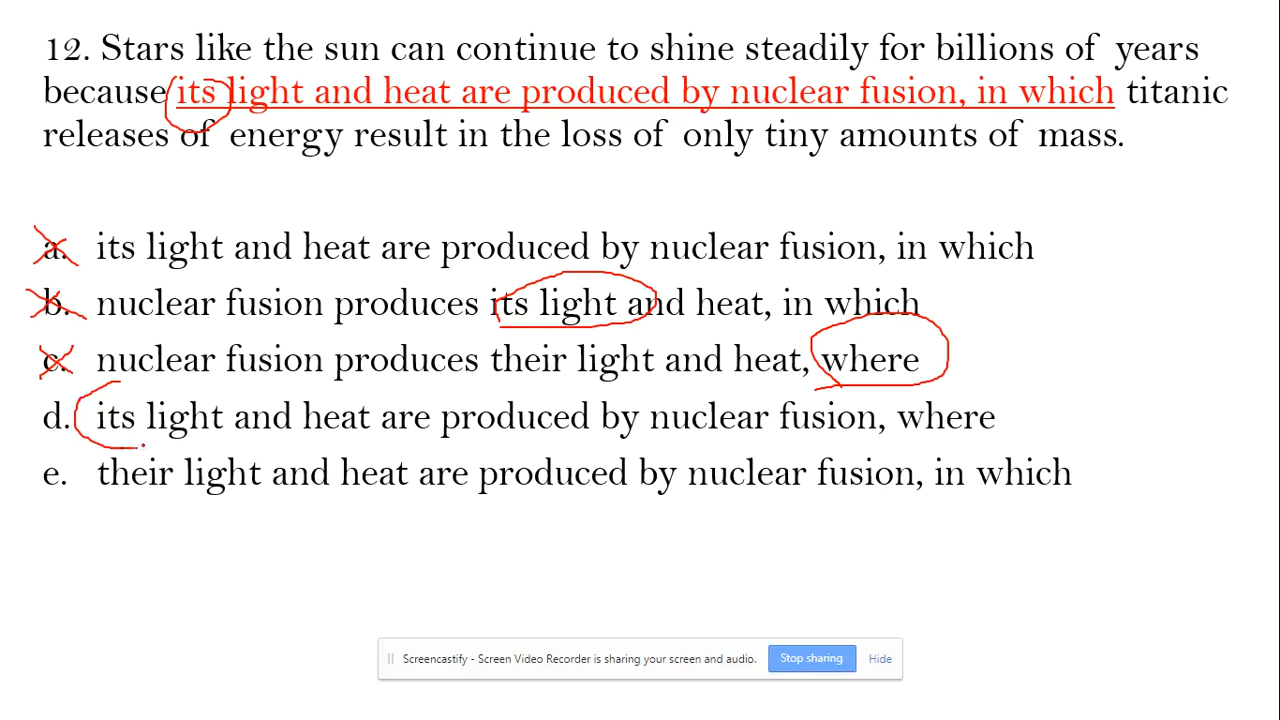 12. Stars like the sun can continue to shine steadily for billions of years
because its light and heat are produced by nuclear fusion, in which titanic
releases of energy result in the loss of only tiny amounts of mass.
a. its light and heat are produced by nuclear fusion, in which
b. nuclear fusion produces its light and heat, in which
c. nuclear fusion produces their light and heat, where
d. its light and heat are produced by nuclear fusion, where
e. their light and heat are produced by nuclear fusion, in which
Screencastify - Screen Video Recorder is sharing your screen and audio. Stop sharing Hide